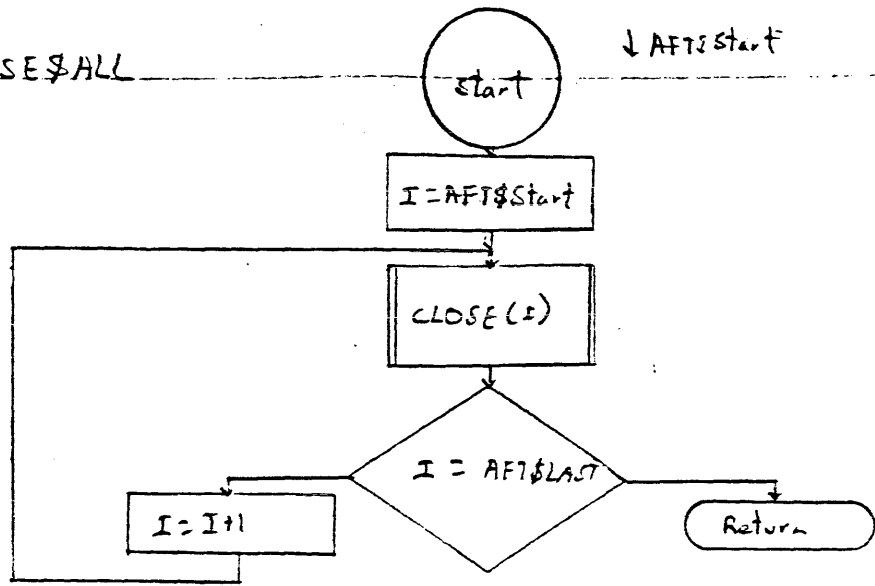 SE$ALL
↓ AFT$Start
Start
I = AFT$Start
CLOSE(I)
I = AFT$LAST
I = I+1
Return